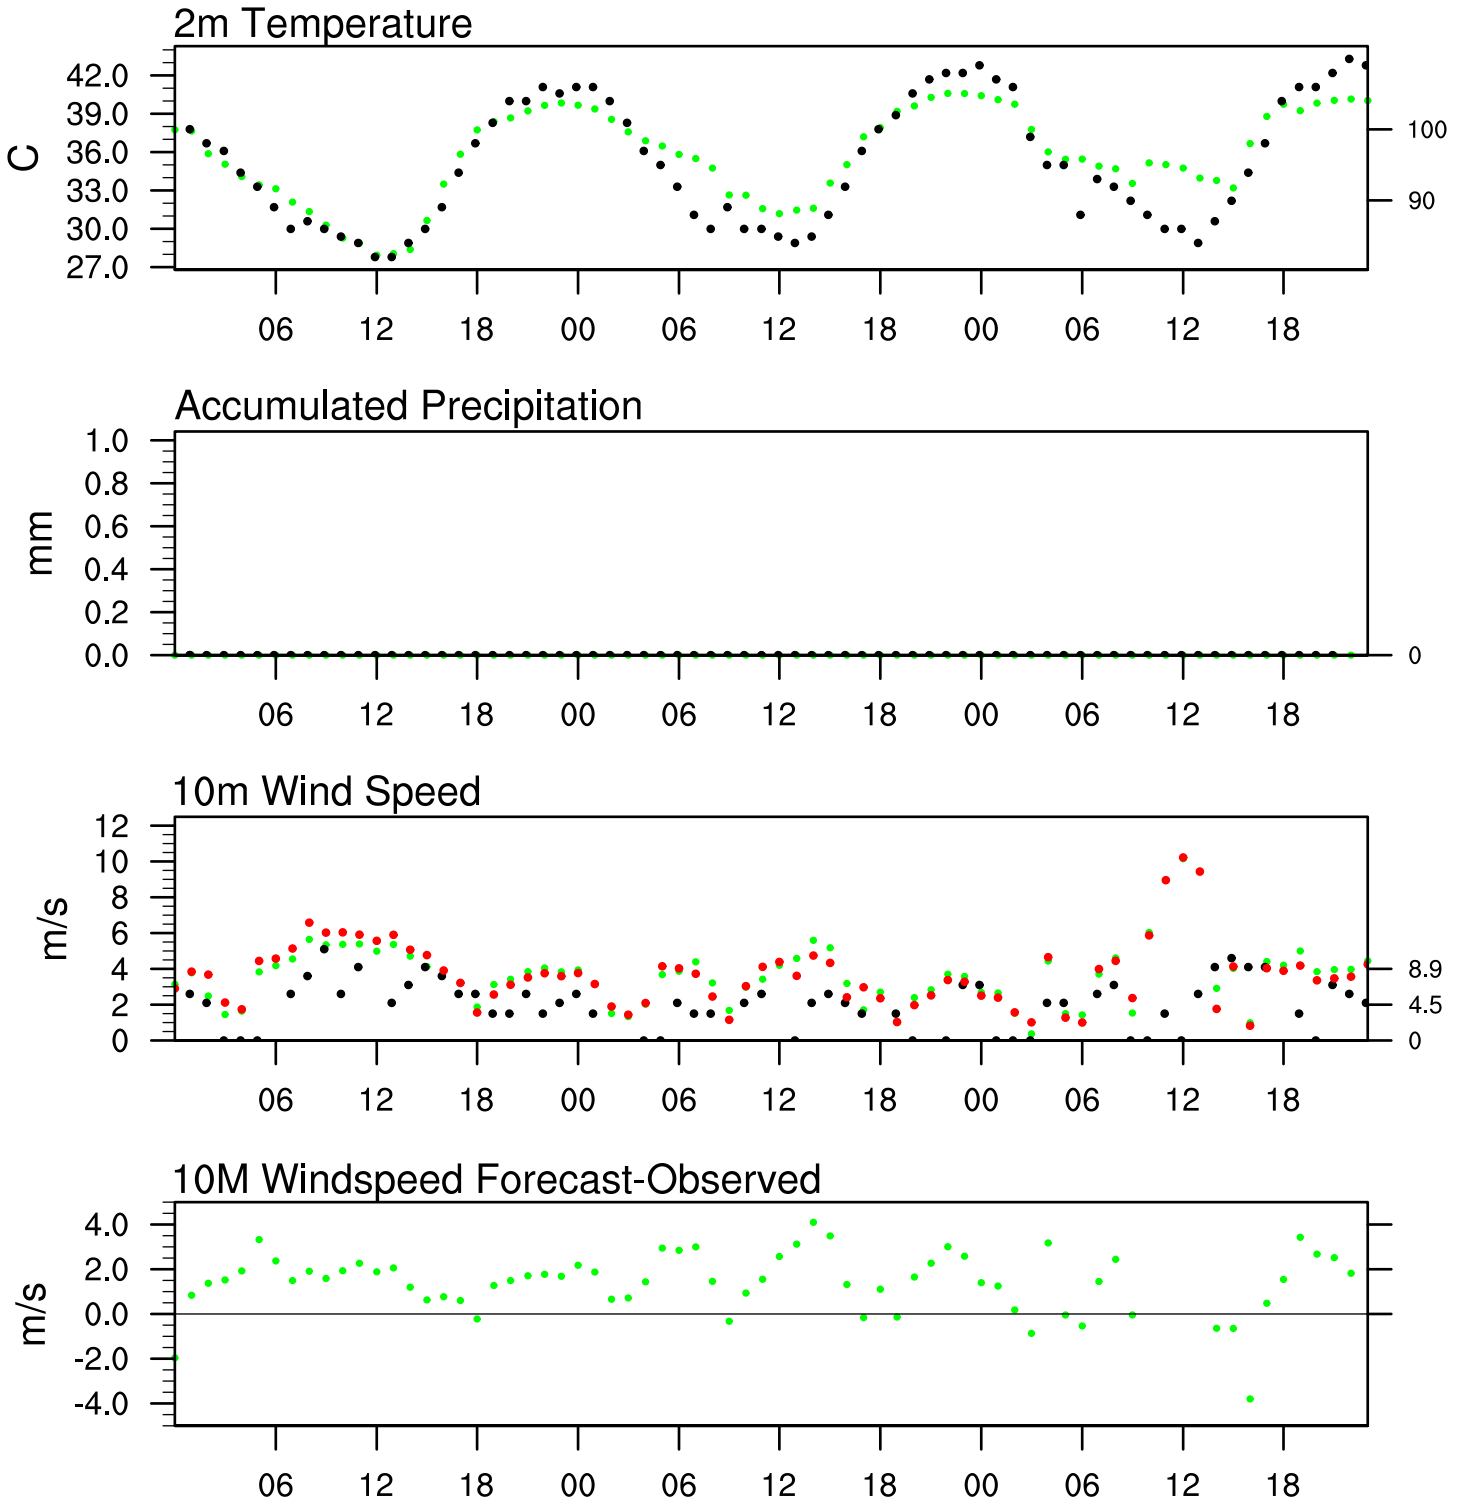 2m Temperature
42.0
39.0
100
36.0
C
33.0
90
30.0
27.0
06 12 18 00 06 12 18 00 06 12 18
Accumulated Precipitation
1.0
0.8
0.6
mm
0.4
0.2
0.0 0
06 12 18 00 06 12 18 00 06 12 18
10m Wind Speed
12
10
8
m/s
6
4 8.9
2 4.5
0 0
06 12 18 00 06 12 18 00 06 12 18
10M Windspeed Forecast-Observed
4.0
2.0
m/s
0.0
-2.0
-4.0
06 12 18 00 06 12 18 00 06 12 18